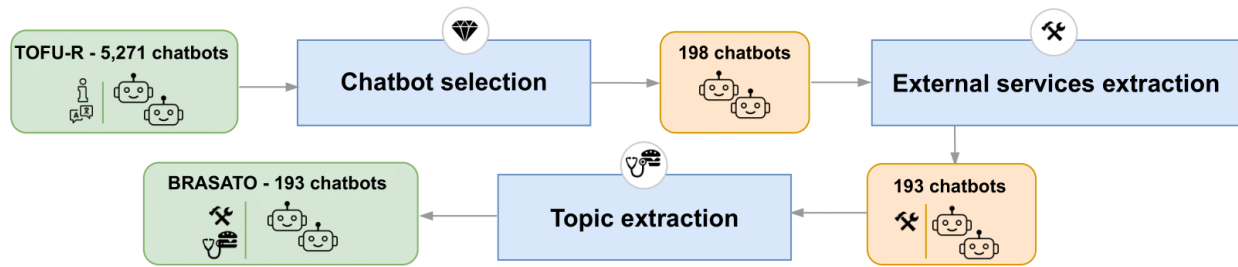 TOFU-R - 5,271 chatbots
Chatbot selection
198 chatbots
External services extraction
193 chatbots
Topic extraction
BRASATO - 193 chatbots